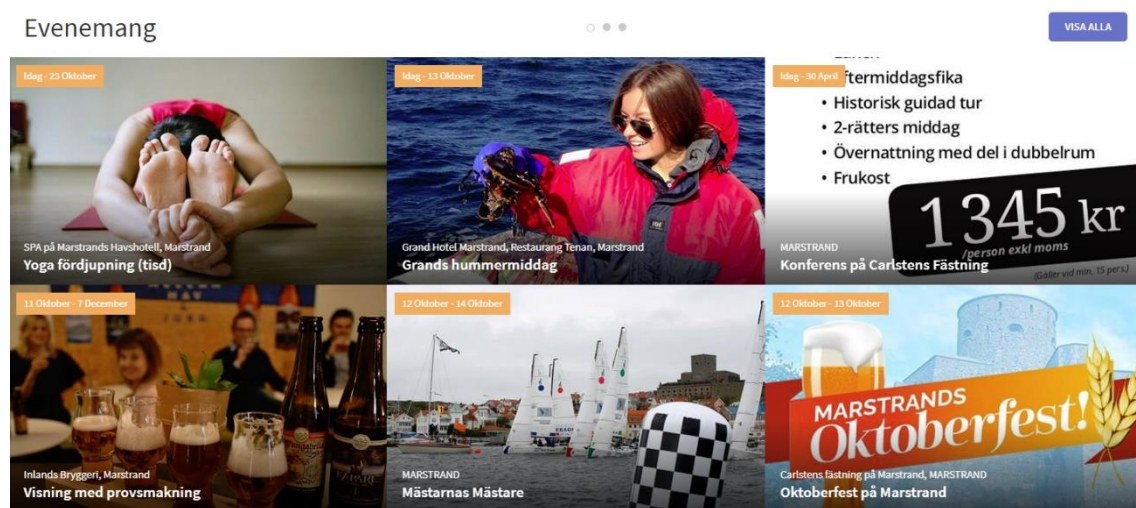 Evenemang
VISA ALLA
Idag - 23 Oktober
SPA på Marstrands Havshotell, Marstrand
Yoga fördjupning (tisd)
Idag - 13 Oktober
Grand Hotel Marstrand, Restaurang Tenan, Marstrand
Grands hummermiddag
Idag - 30 April
ftermiddagsfika
• Historisk guidad tur
• 2-rätters middag
• Övernattning med del i dubbelrum
• Frukost
1345 kr
/person exkl moms
(Gäller vid min. 15 pers.)
MARSTRAND
Konferens på Carlstens Fästning
11 Oktober - 7 December
Inlands Bryggeri, Marstrand
Visning med provsmakning
12 Oktober - 14 Oktober
MARSTRAND
Mästarnas Mästare
12 Oktober - 13 Oktober
MARSTRANDS
Oktoberfest!
Carlstens fästning på Marstrand, MARSTRAND
Oktoberfest på Marstrand